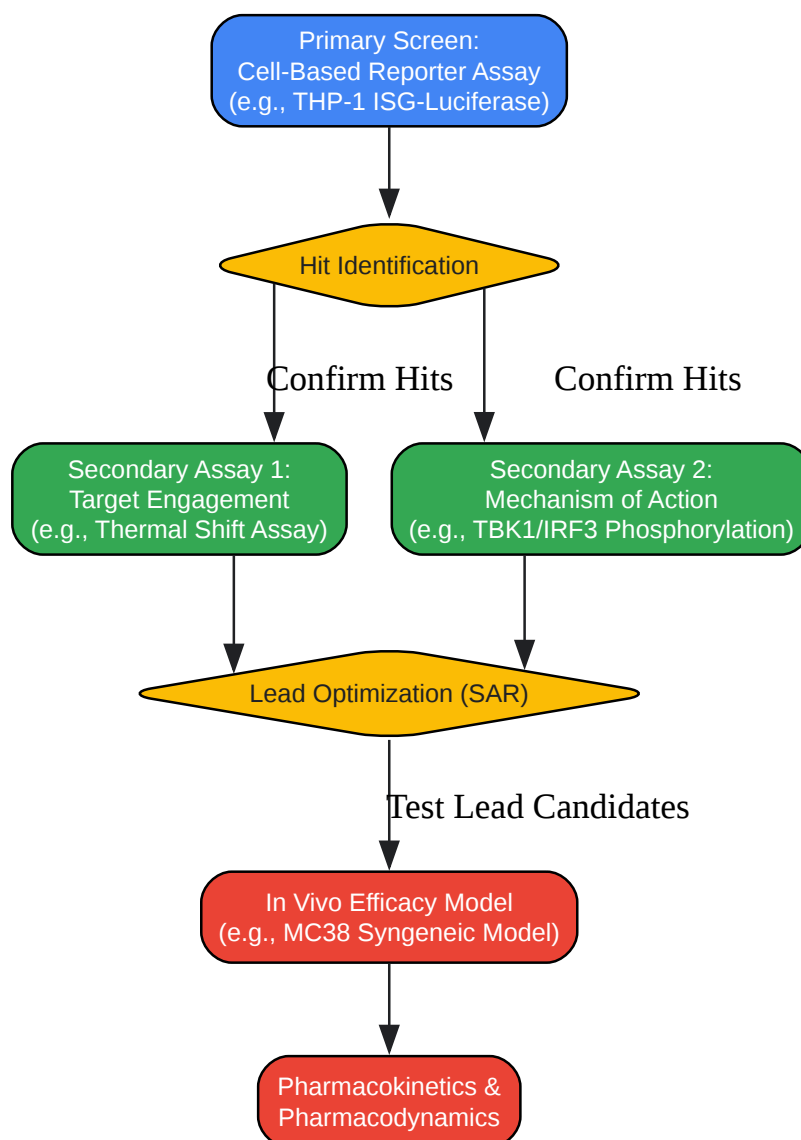 Primary Screen:
Cell-Based Reporter Assay
(e.g., THP-1 ISG-Luciferase)
Hit Identification
Confirm Hits
Confirm Hits
Secondary Assay 1:
Target Engagement
(e.g., Thermal Shift Assay)
Secondary Assay 2:
Mechanism of Action
(e.g., TBK1/IRF3 Phosphorylation)
Lead Optimization (SAR)
Test Lead Candidates
In Vivo Efficacy Model
(e.g., MC38 Syngeneic Model)
Pharmacokinetics &
Pharmacodynamics